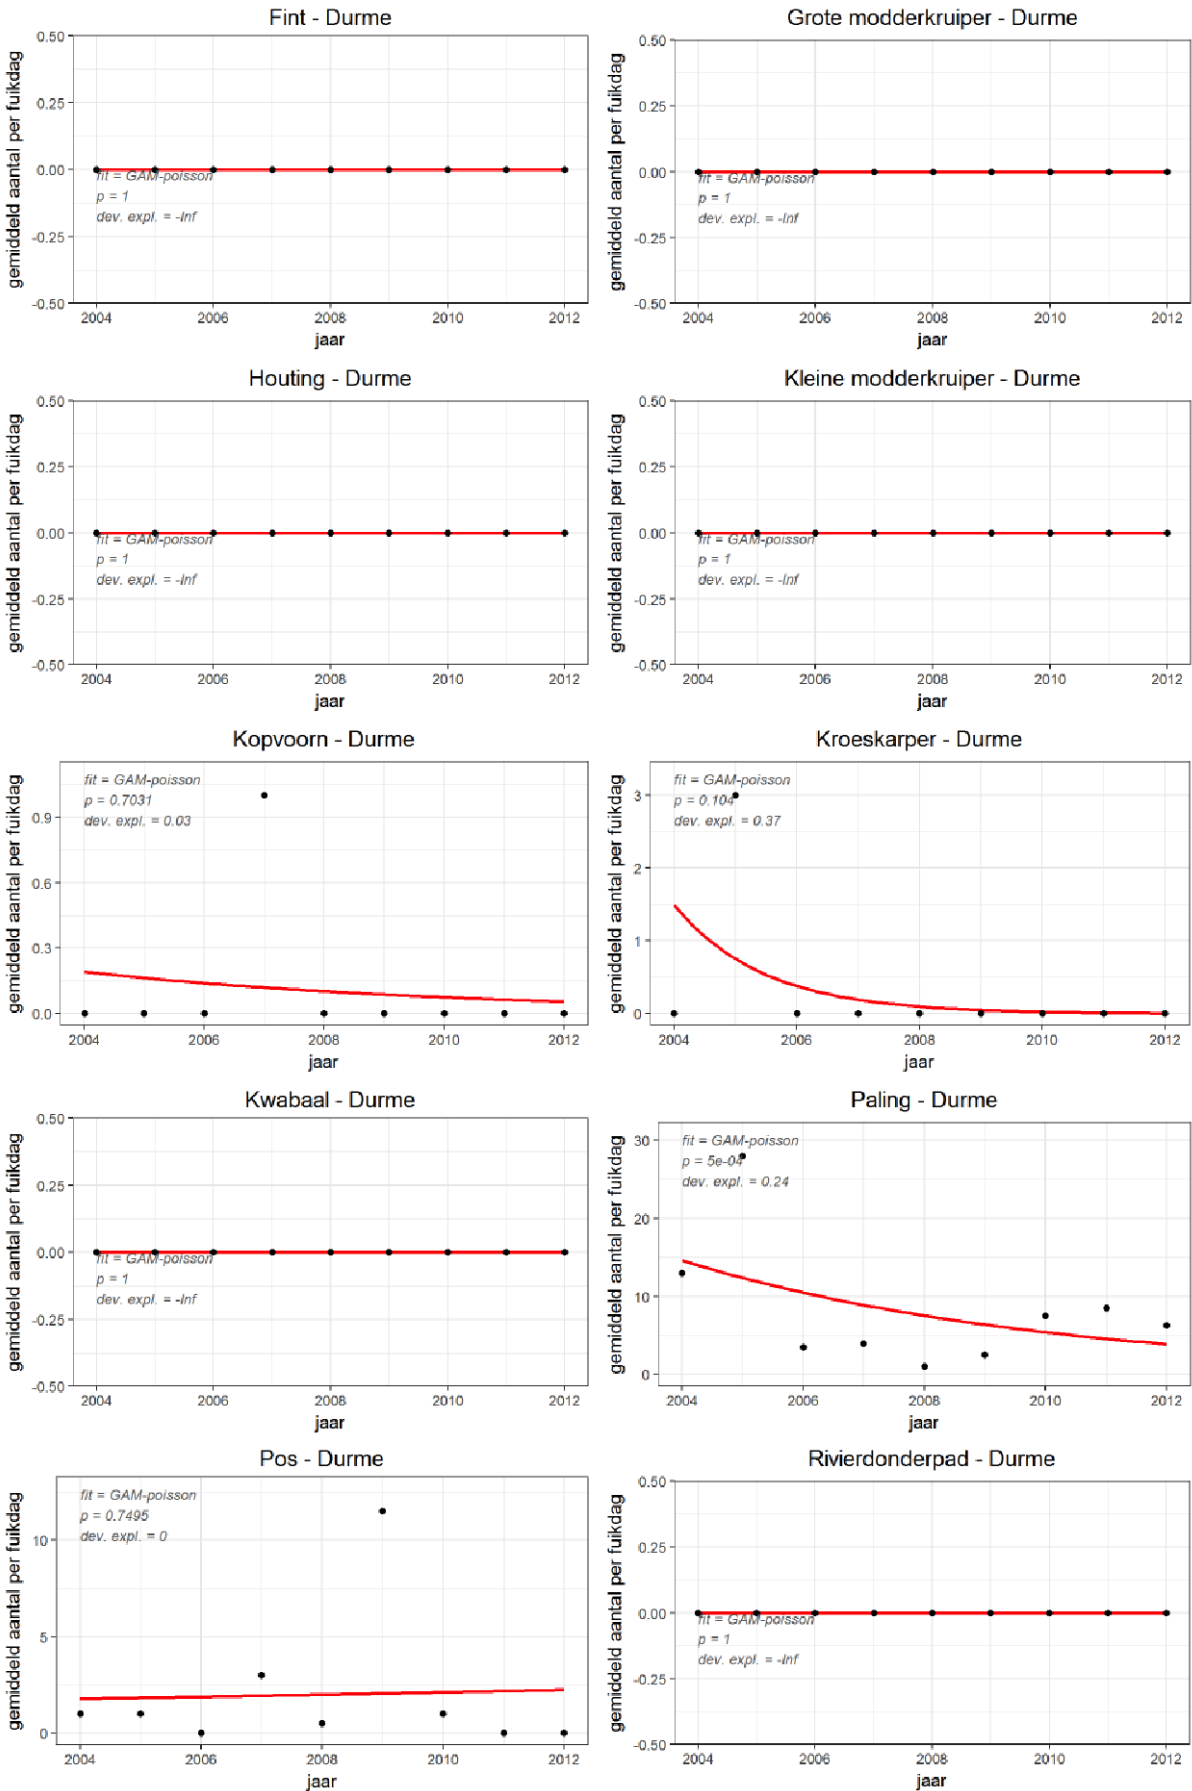 Fint - Durme
gemiddeld aantal per fuikdag
0.50
0.25
0.00
-0.25
-0.50
fit = GAM-poisson
p = 1
dev. expl. = -Inf
2004 2006 2008 2010 2012
jaar
Grote modderkruiper - Durme
gemiddeld aantal per fuikdag
0.50
0.25
0.00
-0.25
-0.50
fit = GAM-poisson
p = 1
dev. expl. = -Inf
2004 2006 2008 2010 2012
jaar
Houting - Durme
gemiddeld aantal per fuikdag
0.50
0.25
0.00
-0.25
-0.50
fit = GAM-poisson
p = 1
dev. expl. = -Inf
2004 2006 2008 2010 2012
jaar
Kleine modderkruiper - Durme
gemiddeld aantal per fuikdag
0.50
0.25
0.00
-0.25
-0.50
fit = GAM-poisson
p = 1
dev. expl. = -Inf
2004 2006 2008 2010 2012
jaar
Kopvoorn - Durme
gemiddeld aantal per fuikdag
0.9
0.6
0.3
0.0
fit = GAM-poisson
p = 0.7031
dev. expl. = 0.03
2004 2006 2008 2010 2012
jaar
Kroeskarper - Durme
gemiddeld aantal per fuikdag
3
2
1
0
fit = GAM-poisson
p = 0.104
dev. expl. = 0.37
2004 2006 2008 2010 2012
jaar
Kwabaal - Durme
gemiddeld aantal per fuikdag
0.50
0.25
0.00
-0.25
-0.50
fit = GAM-poisson
p = 1
dev. expl. = -Inf
2004 2006 2008 2010 2012
jaar
Paling - Durme
gemiddeld aantal per fuikdag
30
20
10
0
fit = GAM-poisson
p = 5e-04
dev. expl. = 0.24
2004 2006 2008 2010 2012
jaar
Pos - Durme
gemiddeld aantal per fuikdag
10
5
0
fit = GAM-poisson
p = 0.7495
dev. expl. = 0
2004 2006 2008 2010 2012
jaar
Rivierdonderpad - Durme
gemiddeld aantal per fuikdag
0.50
0.25
0.00
-0.25
-0.50
fit = GAM-poisson
p = 1
dev. expl. = -Inf
2004 2006 2008 2010 2012
jaar